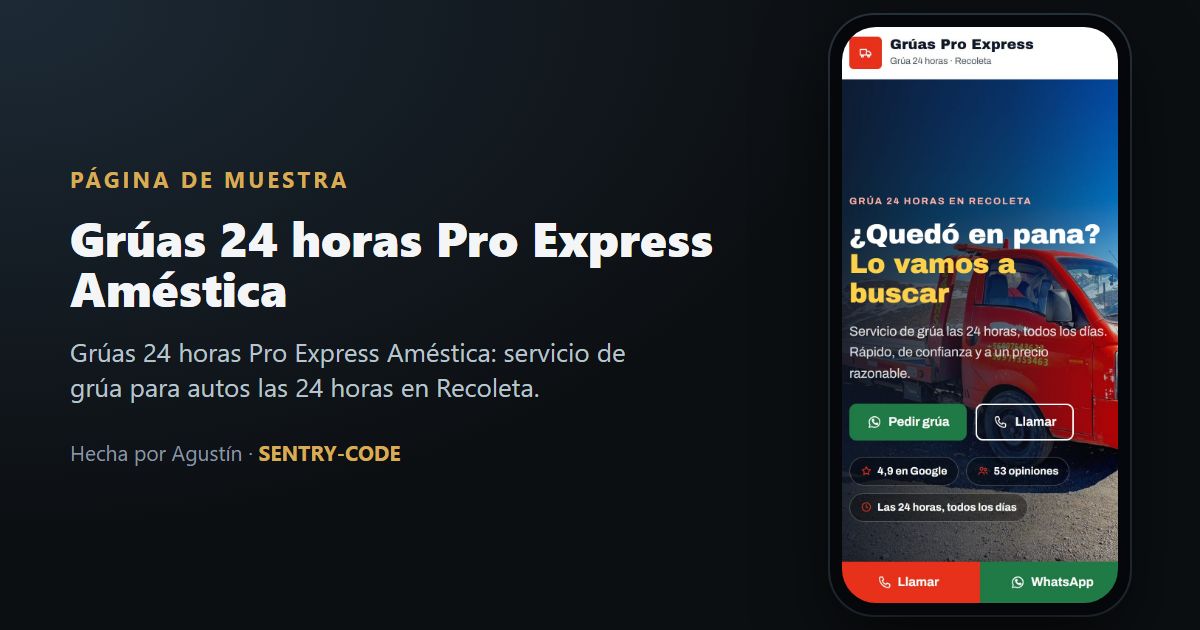 PÁGINA DE MUESTRA
Grúas 24 horas Pro Express
Améstica
Grúas 24 horas Pro Express Améstica: servicio de
grúa para autos las 24 horas en Recoleta.
Hecha por Agustín · SENTRY-CODE
Grúas Pro Express
Grúa 24 horas · Recoleta
GRÚA 24 HORAS EN RECOLETA
¿Quedó en pana?
Lo vamos a
buscar
Servicio de grúa las 24 horas, todos los días.
Rápido, de confianza y a un precio
razonable.
Pedir grúa
Llamar
4,9 en Google
53 opiniones
Las 24 horas, todos los días
Llamar
WhatsApp